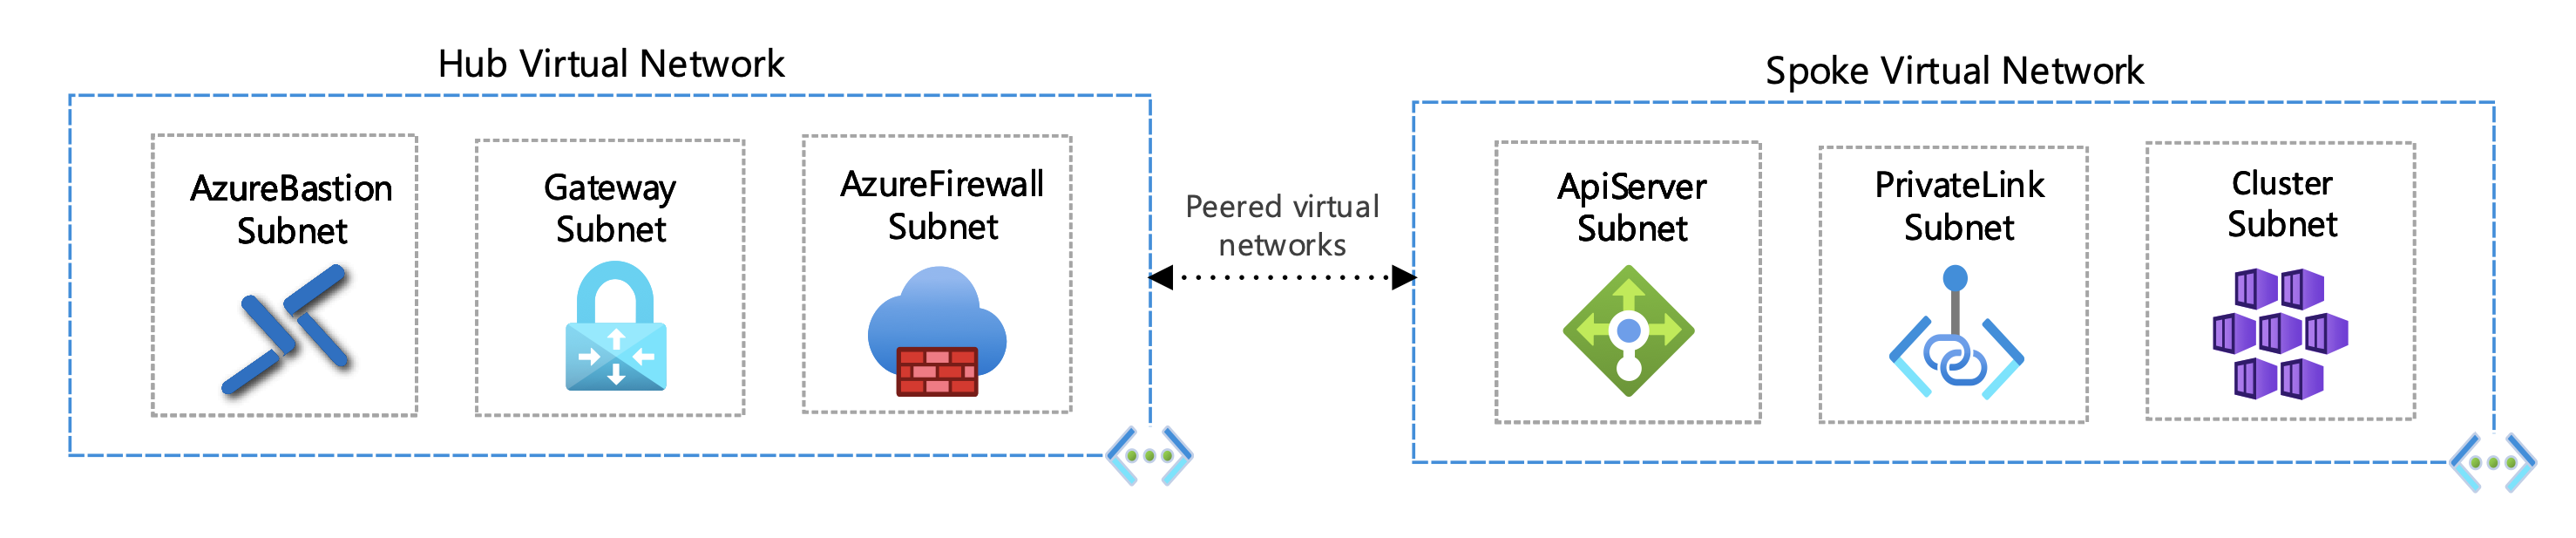 Hub Virtual Network
AzureBastion
Subnet
Gateway
Subnet
AzureFirewall
Subnet
Peered virtual
networks
Spoke Virtual Network
ApiServer
Subnet
PrivateLink
Subnet
Cluster
Subnet